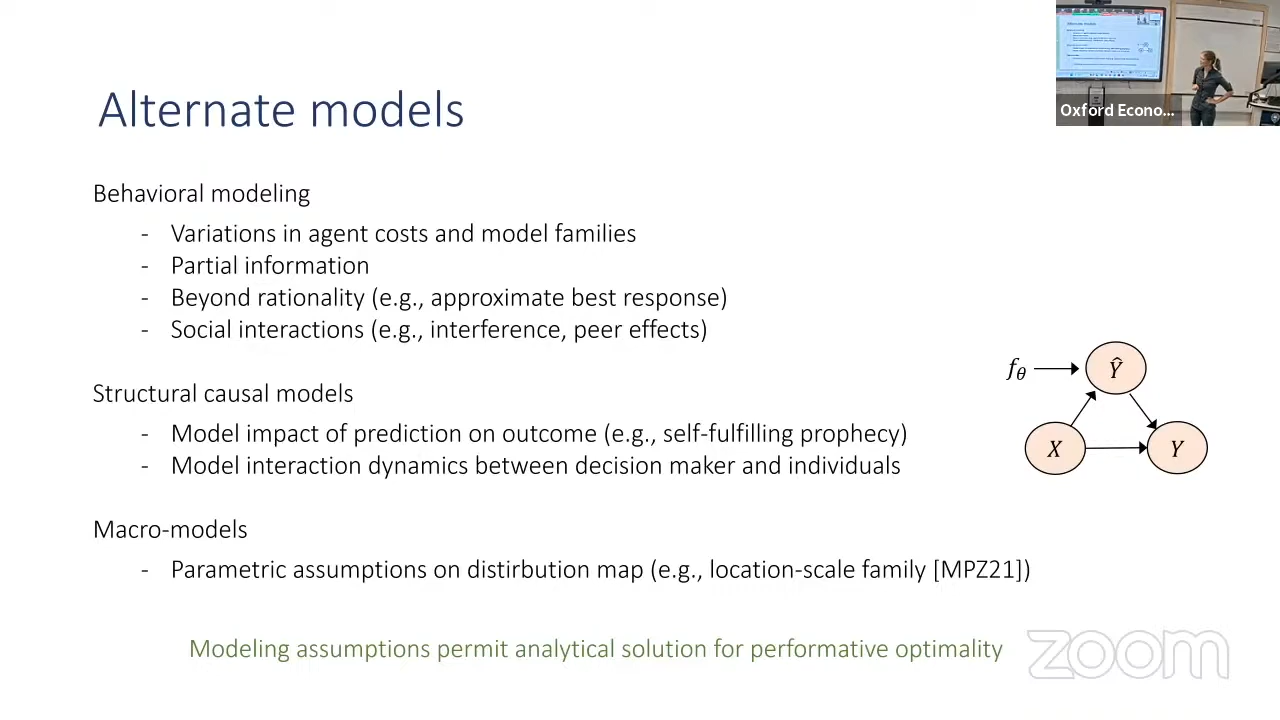 Alternate models
Oxford Econo...
Behavioral modeling
- Variations in agent costs and model families
- Partial information
- Beyond rationality (e.g., approximate best response)
- Social interactions (e.g., interference, peer effects)
Structural causal models
- Model impact of prediction on outcome (e.g., self-fulfilling prophecy)
- Model interaction dynamics between decision maker and individuals
fθ
Ŷ
X
Y
Macro-models
- Parametric assumptions on distirbution map (e.g., location-scale family [MPZ21])
Modeling assumptions permit analytical solution for performative optimality
zoom